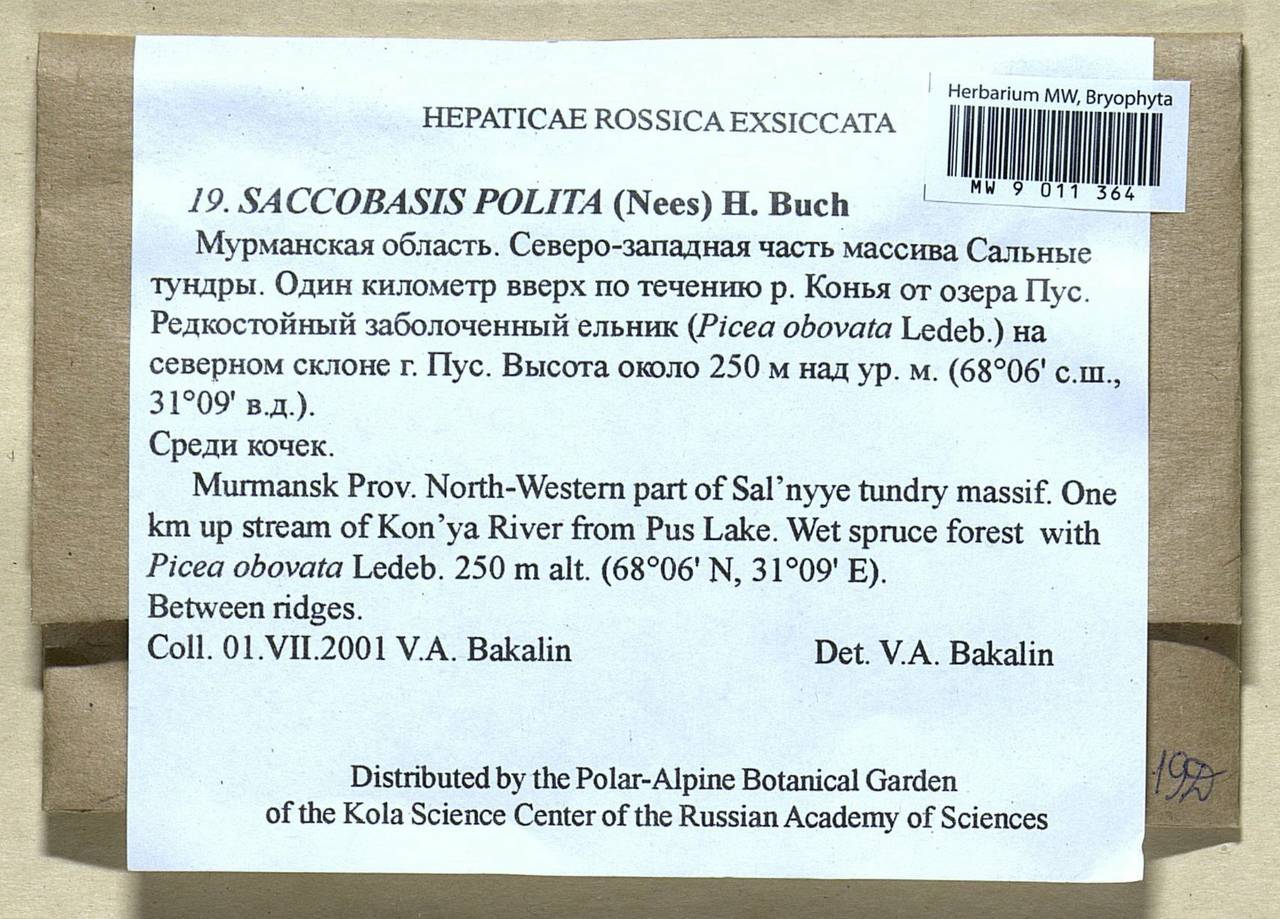 Herbarium MW, Bryophyta
MW 9 011 364
HEPATICAE ROSSICA EXSICCATA
19. SACCOBASIS POLITA (Nees) H. Buch
Мурманская область. Северо-западная часть массива Сальные
тундры. Один километр вверх по течению р. Конья от озера Пус.
Редкостойный заболоченный ельник (Picea obovata Ledeb.) на
северном склоне г. Пус. Высота около 250 м над ур. м. (68°06' с.ш.,
31°09' в.д.).
Среди кочек.
Murmansk Prov. North-Western part of Sal’nyye tundry massif. One
km up stream of Kon’ya River from Pus Lake. Wet spruce forest with
Picea obovata Ledeb. 250 m alt. (68°06' N, 31°09' E).
Between ridges.
Coll. 01.VII.2001 V.A. Bakalin Det. V.A. Bakalin
Distributed by the Polar-Alpine Botanical Garden
of the Kola Science Center of the Russian Academy of Sciences